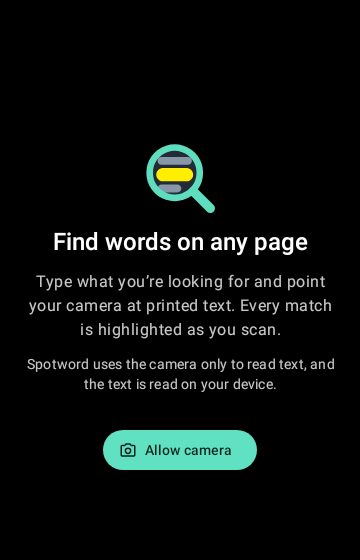 Find words on any page
Type what you’re looking for and point
your camera at printed text. Every match
is highlighted as you scan.
Spotword uses the camera only to read text, and
the text is read on your device.
Allow camera